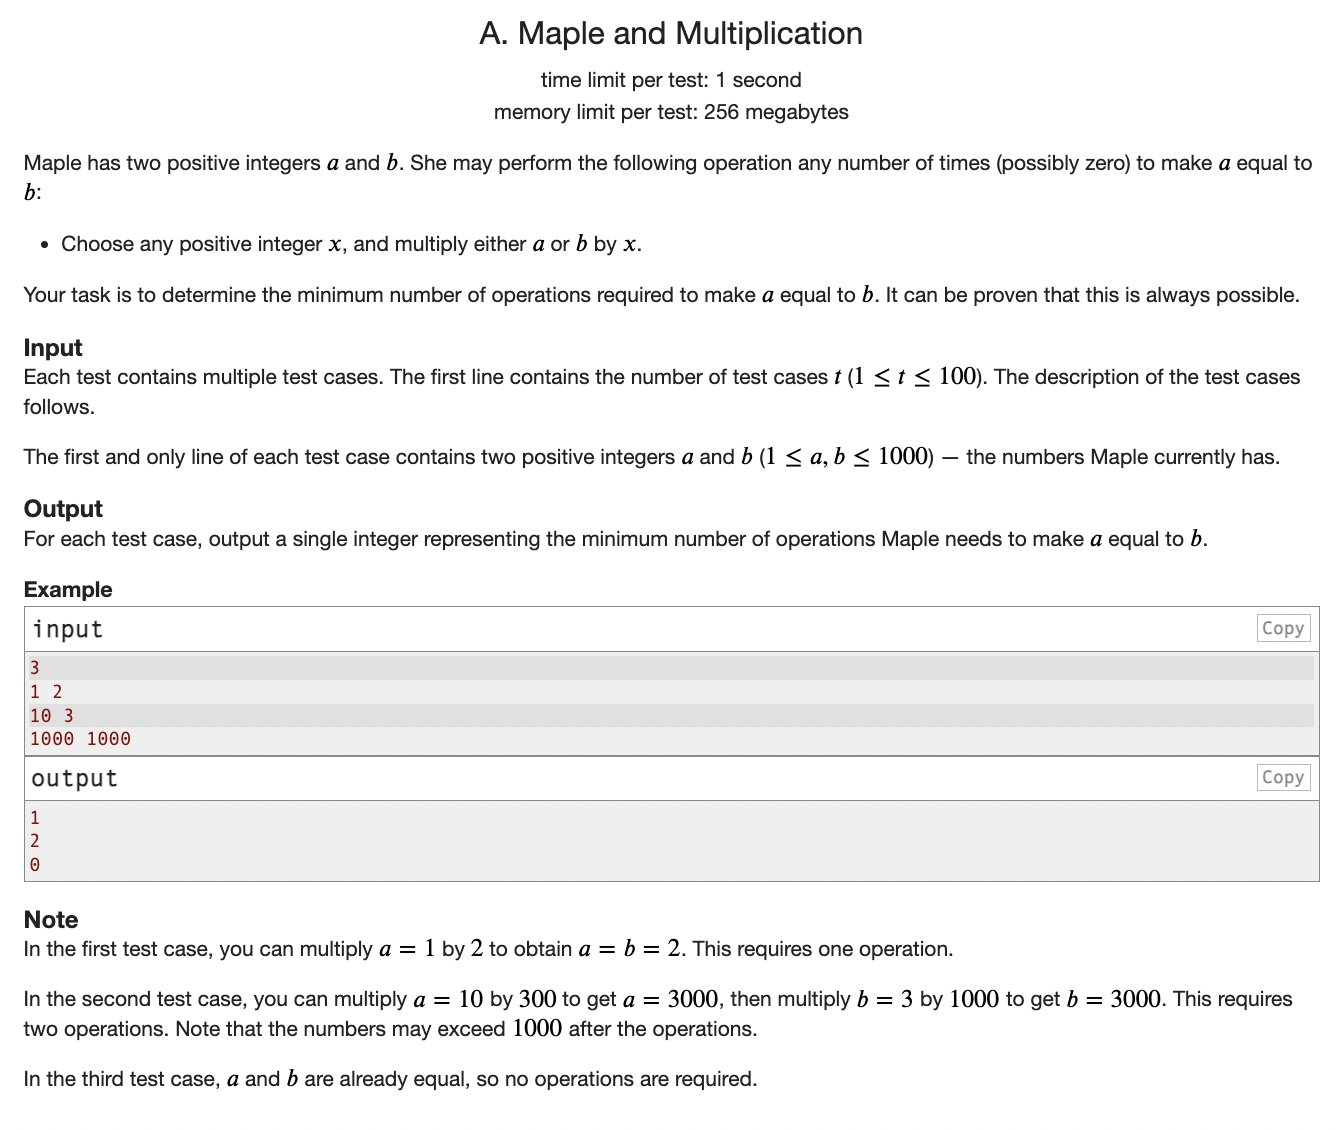 A. Maple and Multiplication
time limit per test: 1 second
memory limit per test: 256 megabytes
Maple has two positive integers a and b. She may perform the following operation any number of times (possibly zero) to make a equal to
b:
• Choose any positive integer x, and multiply either a or b by x.
Your task is to determine the minimum number of operations required to make a equal to b. It can be proven that this is always possible.
Input
Each test contains multiple test cases. The first line contains the number of test cases t (1 ≤ t ≤ 100). The description of the test cases
follows.
The first and only line of each test case contains two positive integers a and b (1 ≤ a, b ≤ 1000) — the numbers Maple currently has.
Output
For each test case, output a single integer representing the minimum number of operations Maple needs to make a equal to b.
Example
input Copy
3
1 2
10 3
1000 1000
output Copy
1
2
0
Note
In the first test case, you can multiply a = 1 by 2 to obtain a = b = 2. This requires one operation.
In the second test case, you can multiply a = 10 by 300 to get a = 3000, then multiply b = 3 by 1000 to get b = 3000. This requires
two operations. Note that the numbers may exceed 1000 after the operations.
In the third test case, a and b are already equal, so no operations are required.